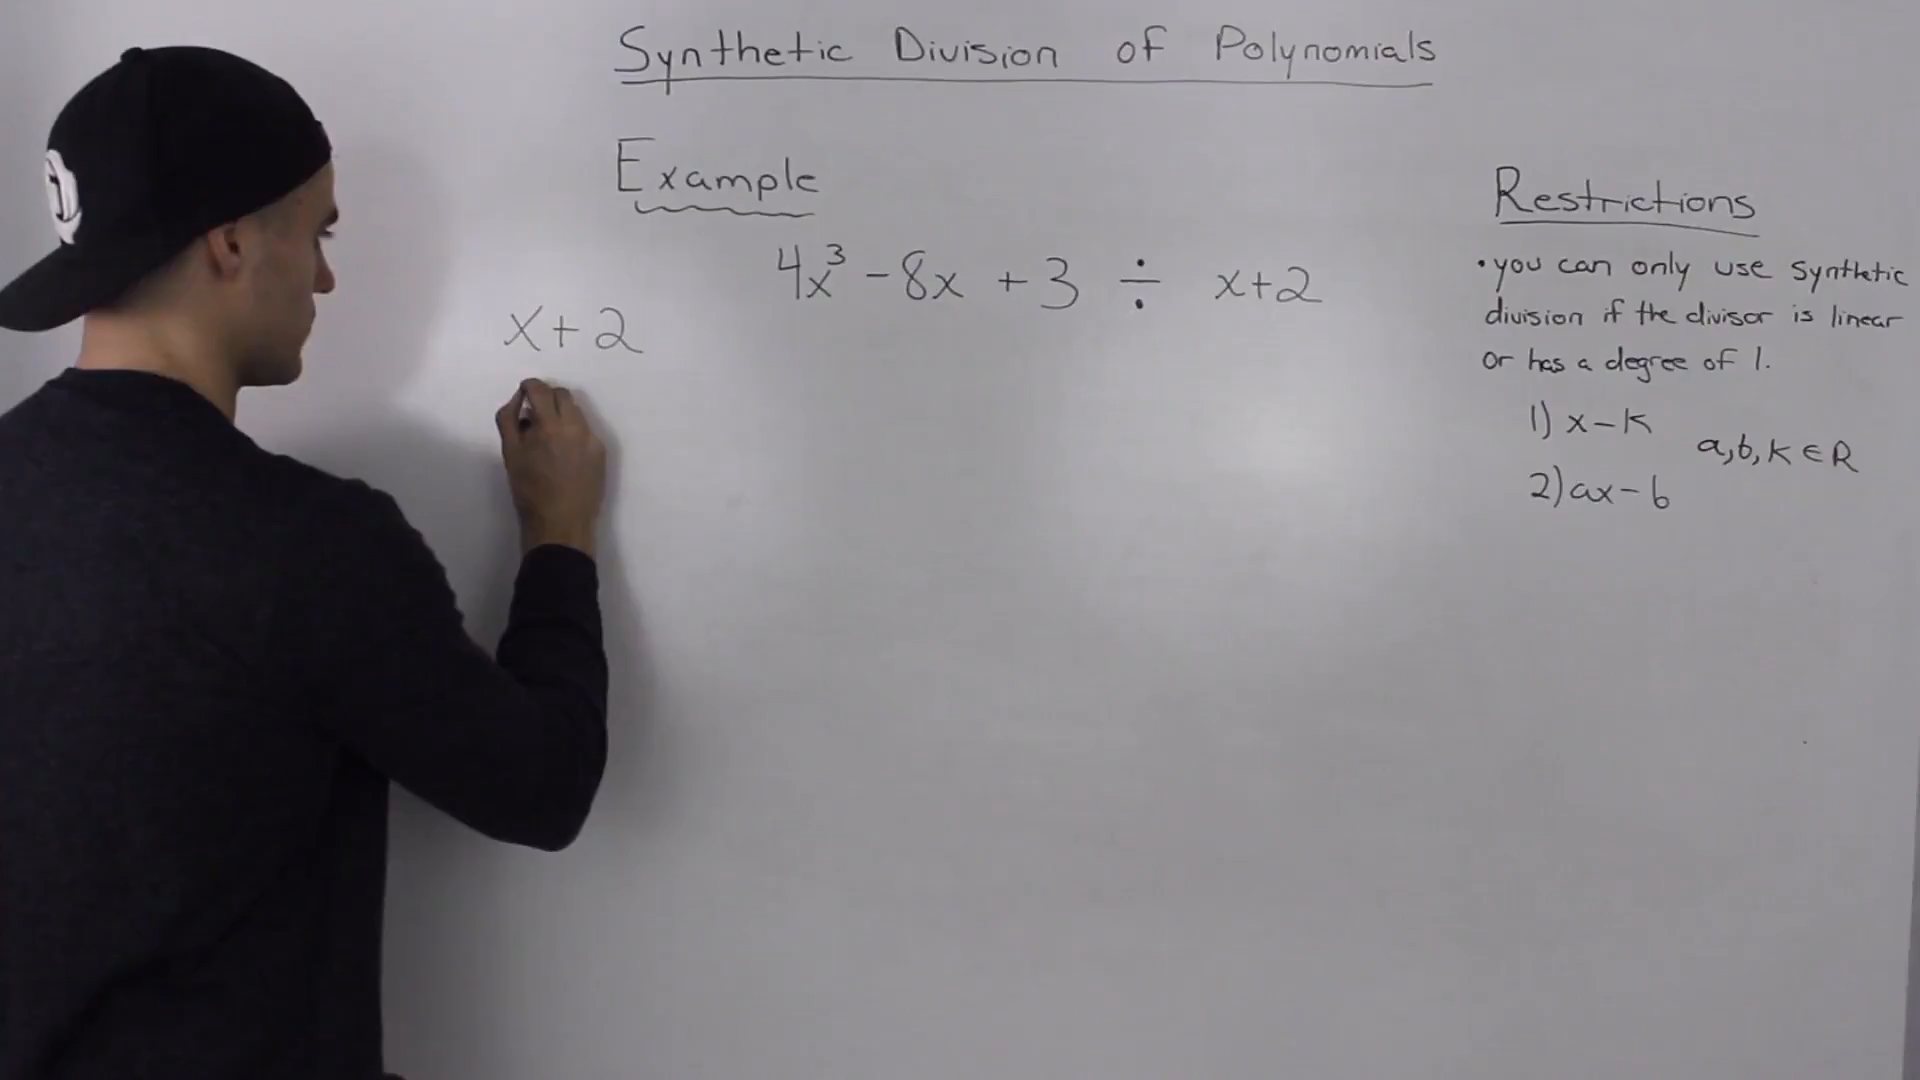 Synthetic Division of Polynomials
Example
4x³ - 8x + 3 ÷ x+2
x+2
Restrictions
• you can only use synthetic
division if the divisor is linear
or has a degree of 1.
1) x-k
a,b,k ∈ R
2) ax-b